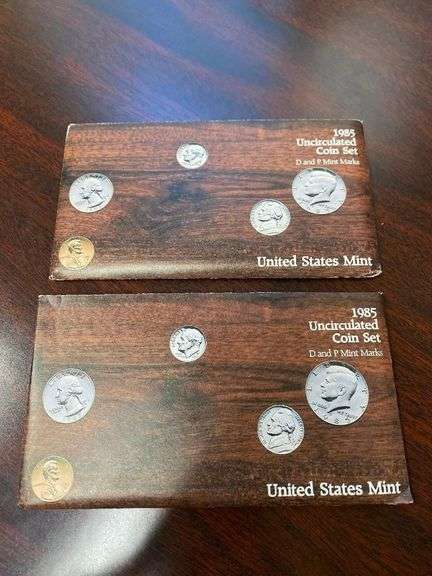 1985
Uncirculated
Coin Set
D and P Mint Marks
United States Mint
1985
Uncirculated
Coin Set
D and P Mint Marks
United States Mint